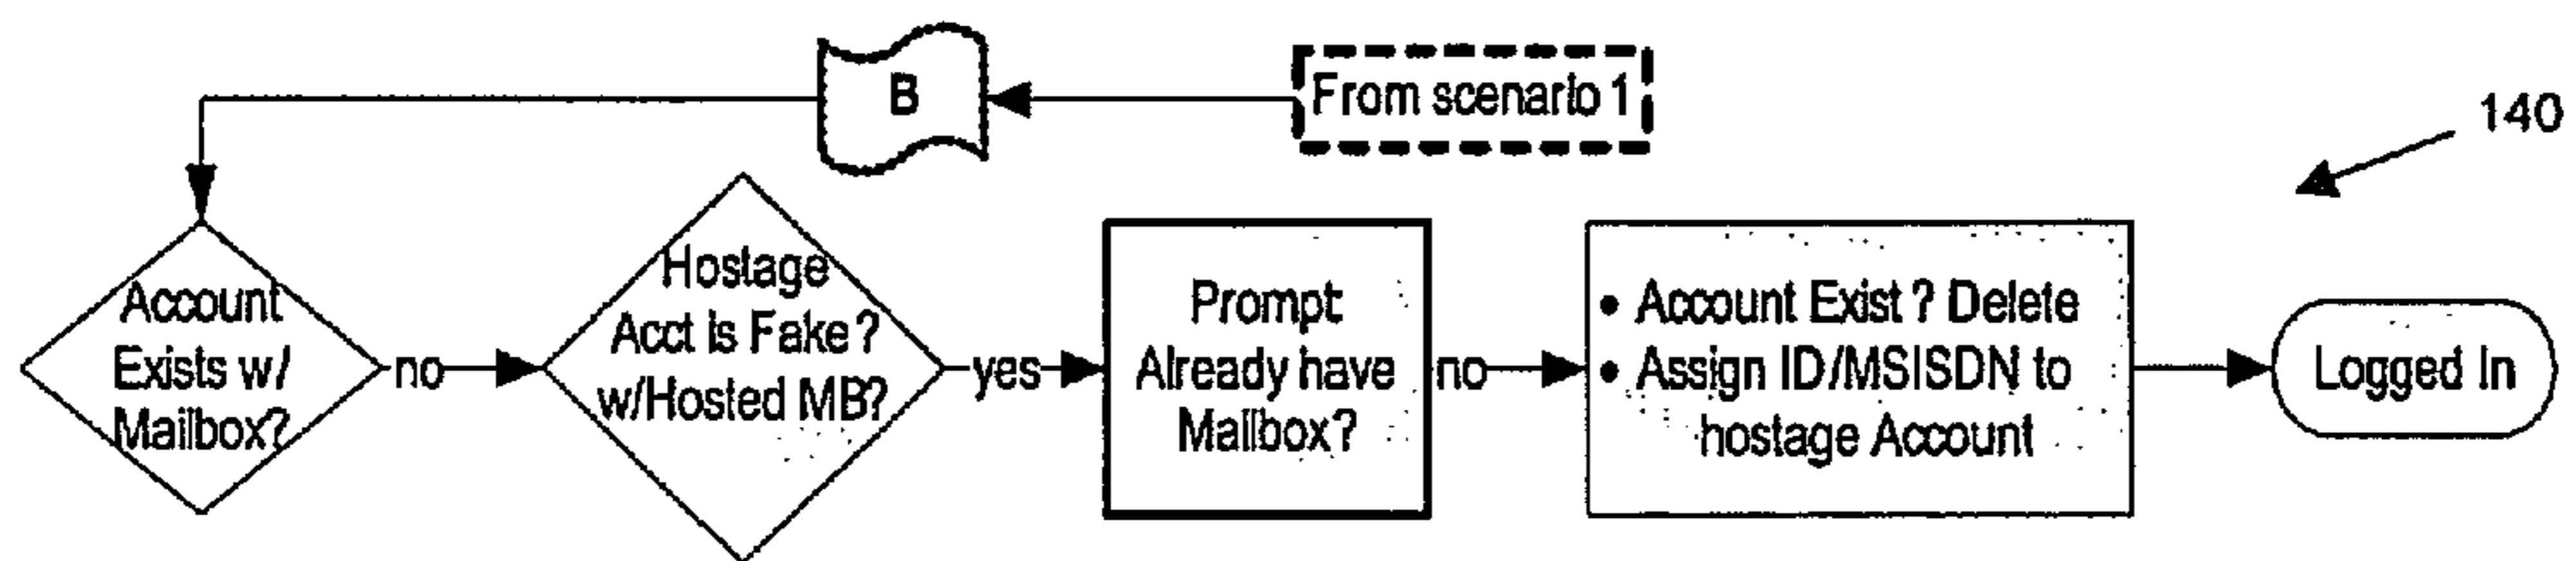 B
From scenario 1
140
Account
Exists w/
Mailbox?
no
Hostage
Acct is Fake?
w/Hosted MB?
yes
Prompt:
Already have
Mailbox?
no
• Account Exist? Delete
• Assign ID/MSISDN to
hostage Account
Logged In